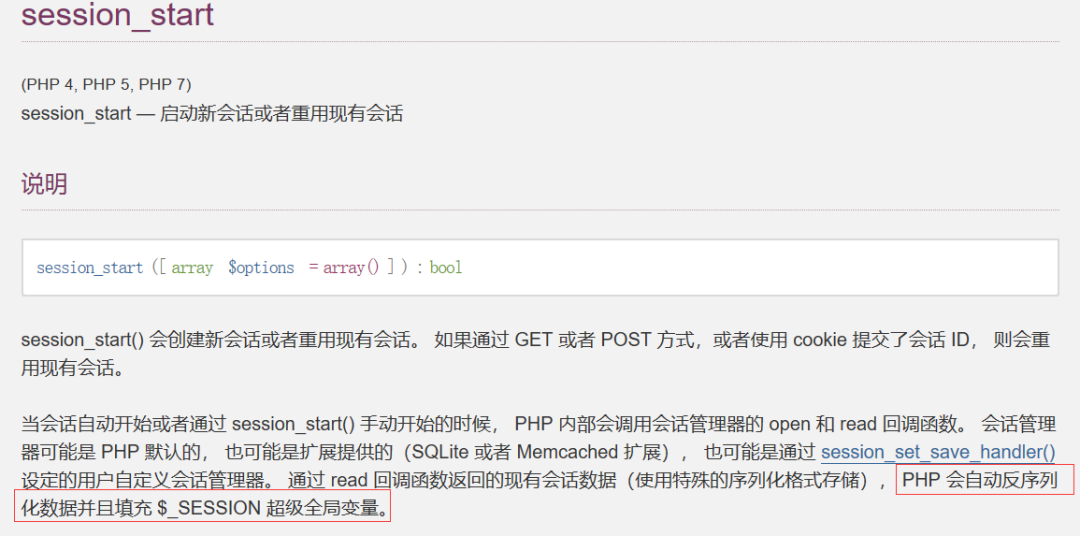 session_start
(PHP 4, PHP 5, PHP 7)
session_start — 启动新会话或者重用现有会话
说明
session_start ([ array $options = array() ] ) : bool
session_start() 会创建新会话或者重用现有会话。 如果通过 GET 或者 POST 方式，或者使用 cookie 提交了会话 ID， 则会重
用现有会话。
当会话自动开始或者通过 session_start() 手动开始的时候， PHP 内部会调用会话管理器的 open 和 read 回调函数。 会话管理
器可能是 PHP 默认的， 也可能是扩展提供的（SQLite 或者 Memcached 扩展）， 也可能是通过 session_set_save_handler()
设定的用户自定义会话管理器。 通过 read 回调函数返回的现有会话数据（使用特殊的序列化格式存储）， PHP 会自动反序列
化数据并且填充 $_SESSION 超级全局变量。